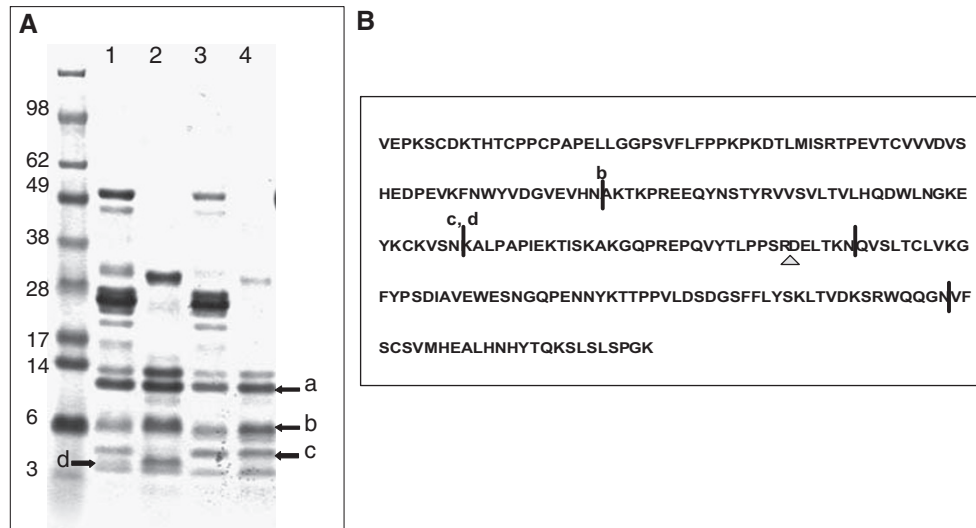 A
B
1 2 3 4
98
62
49
38
28
17
14
6
3
a
b
c
d
VEPKSCDKTHTCPPCPAPELLGGPSVFLFPPKPKDTLMISRTPEVTCVVVDVS
b
HEDPEVKFNWYVDGVEVHNAKTKPREEQYNSTYRVVSVLTVLHQDWLNGKE
c, d
YKCKVSNKALPAPIEKTISKAKGQPREPQVYTLPPSRDELTKNQVSLTCLVKG
FYPSDIAVEWESNGQPENNYKTTPPVLDSDGSFFLYSKLTVDKSRWQQGNVF
SCSVMHEALHNHYTQKSLSLSPGK